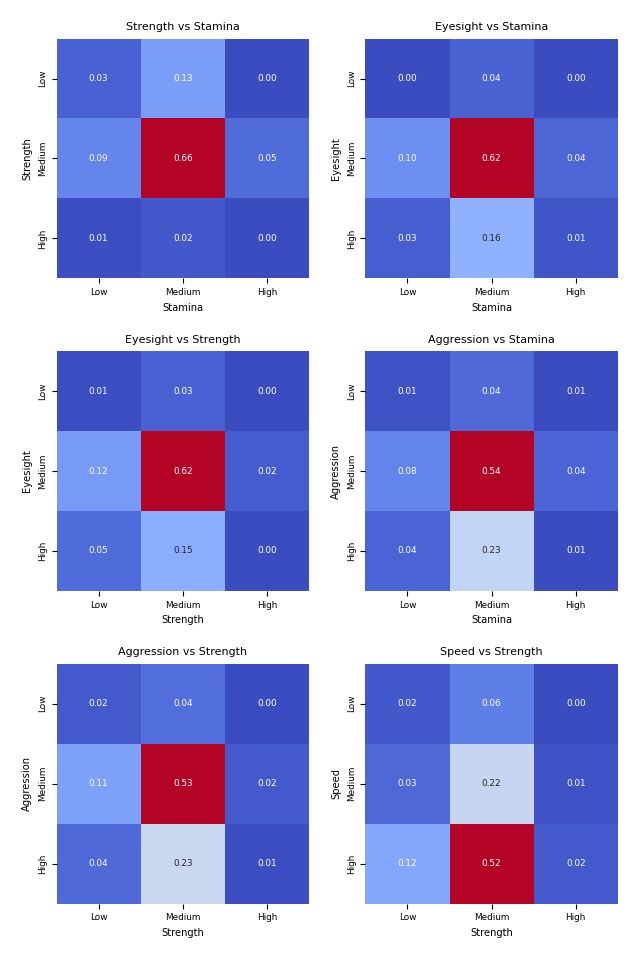 Strength vs Stamina
Low 0.03 0.13 0.00
Strength
Medium 0.09 0.66 0.05
High 0.01 0.02 0.00
Low Medium High
Stamina
Eyesight vs Stamina
Low 0.00 0.04 0.00
Eyesight
Medium 0.10 0.62 0.04
High 0.03 0.16 0.01
Low Medium High
Stamina
Eyesight vs Strength
Low 0.01 0.03 0.00
Eyesight
Medium 0.12 0.62 0.02
High 0.05 0.15 0.00
Low Medium High
Strength
Aggression vs Stamina
Low 0.01 0.04 0.01
Aggression
Medium 0.08 0.54 0.04
High 0.04 0.23 0.01
Low Medium High
Stamina
Aggression vs Strength
Low 0.02 0.04 0.00
Aggression
Medium 0.11 0.53 0.02
High 0.04 0.23 0.01
Low Medium High
Strength
Speed vs Strength
Low 0.02 0.06 0.00
Speed
Medium 0.03 0.22 0.01
High 0.12 0.52 0.02
Low Medium High
Strength